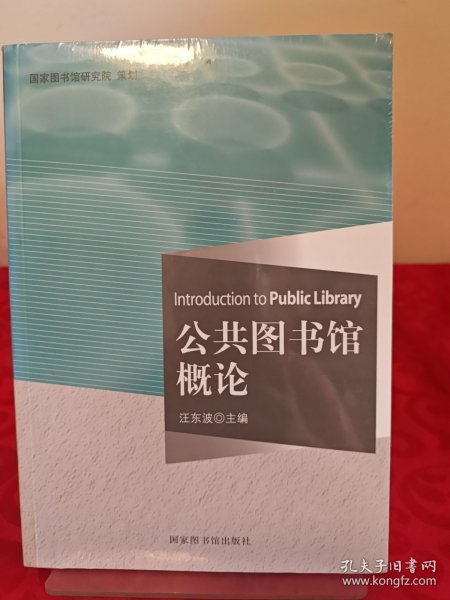 国家图书馆研究院 策划
Introduction to Public Library
公共图书馆
概论
汪东波◎主编
国家图书馆出版社
孔夫子旧书网
www.kongfz.com